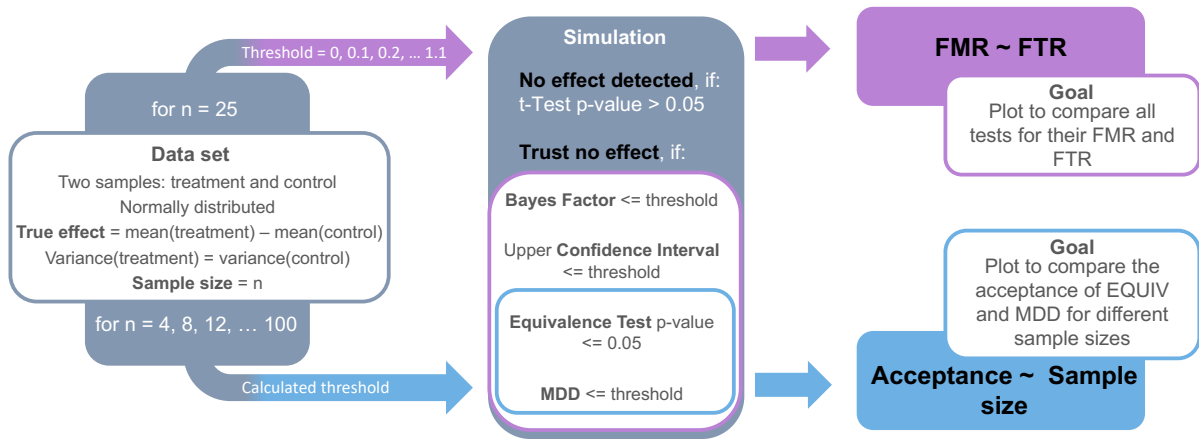 Threshold = 0, 0.1, 0.2, … 1.1
for n = 25
Data set
Two samples: treatment and control
Normally distributed
True effect = mean(treatment) – mean(control)
Variance(treatment) = variance(control)
Sample size = n
for n = 4, 8, 12, … 100
Calculated threshold
Simulation
No effect detected, if:
t-Test p-value > 0.05
Trust no effect, if:
Bayes Factor <= threshold
Upper Confidence Interval
<= threshold
Equivalence Test p-value
<= 0.05
MDD <= threshold
FMR ~ FTR
Goal
Plot to compare all
tests for their FMR and
FTR
Goal
Plot to compare the
acceptance of EQUIV
and MDD for different
sample sizes
Acceptance ~ Sample
size